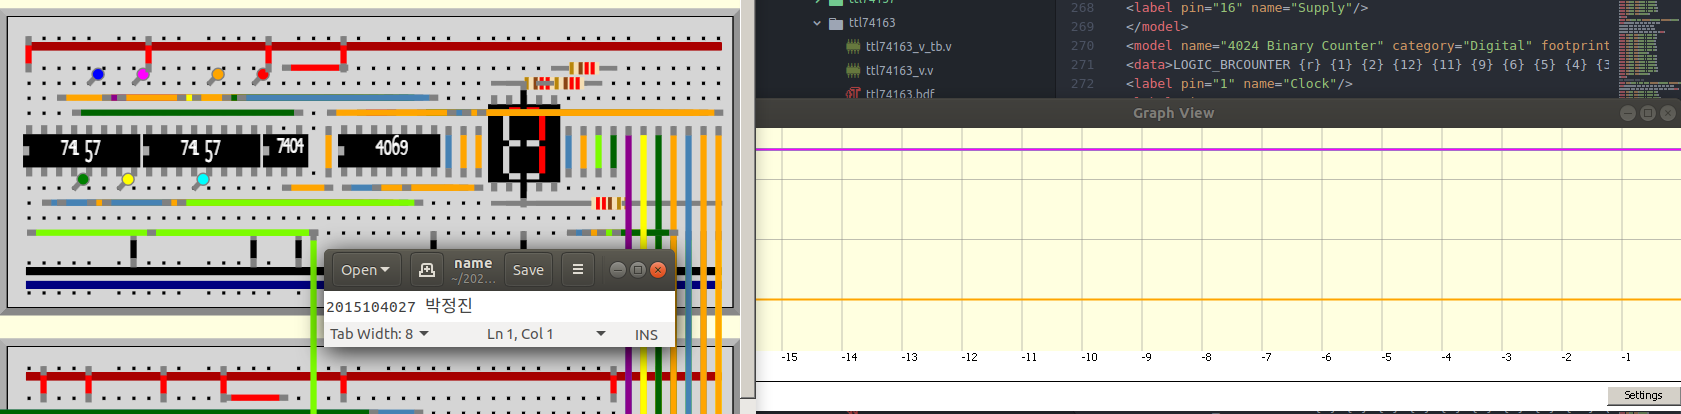 74 57
74 57
7404
4069
Open
name
~/202...
Save
2015104027 박정진
Tab Width: 8
Ln 1, Col 1
INS
ttl74163
ttl74163_v_tb.v
ttl74163_v.v
ttl74163.bdf
268 <label pin="16" name="Supply"/>
269 </model>
270 <model name="4024 Binary Counter" category="Digital" footprint
271 <data>LOGIC_BRCOUNTER {r} {1} {2} {12} {11} {9} {6} {5} {4} {3
272 <label pin="1" name="Clock"/>
Graph View
-15 -14 -13 -12 -11 -10 -9 -8 -7 -6 -5 -4 -3 -2 -1
Settings